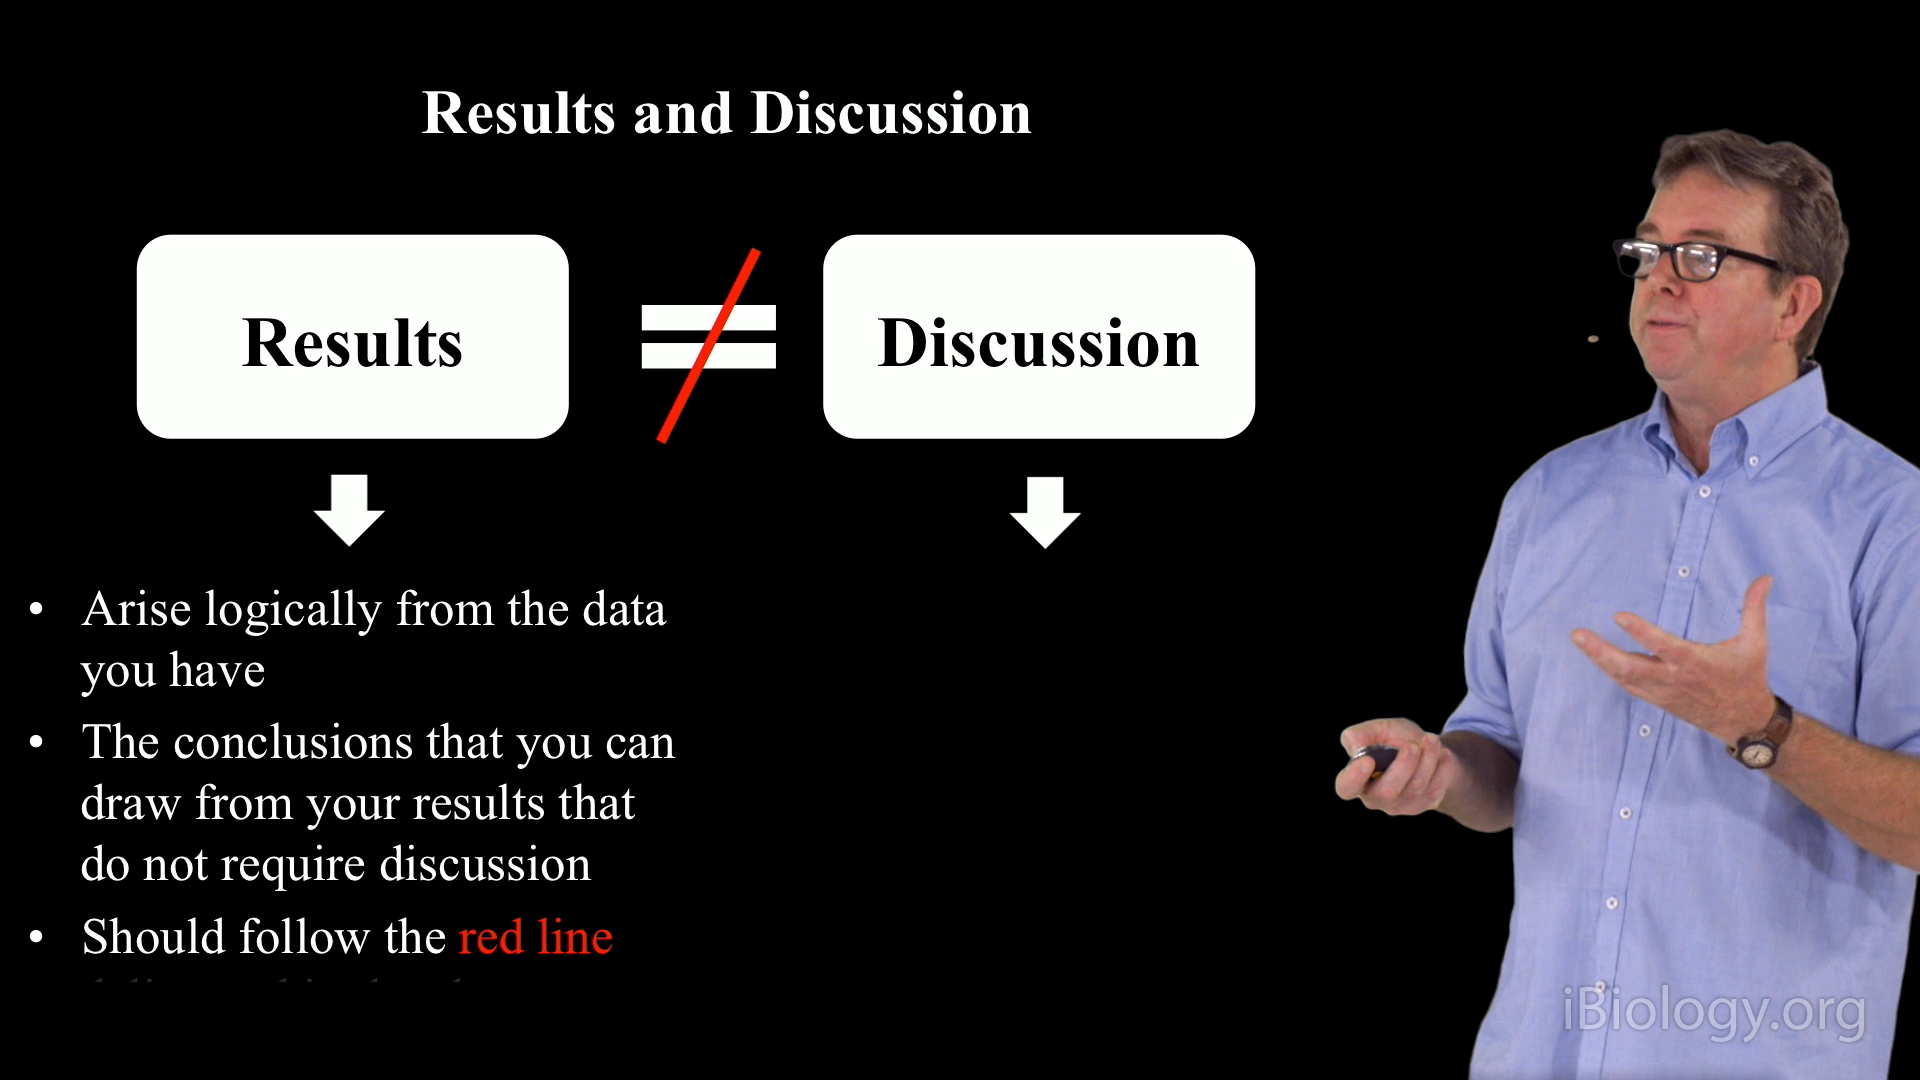 Results and Discussion
Results
Discussion
• Arise logically from the data
you have
• The conclusions that you can
draw from your results that
do not require discussion
• Should follow the red line
iBiology.org